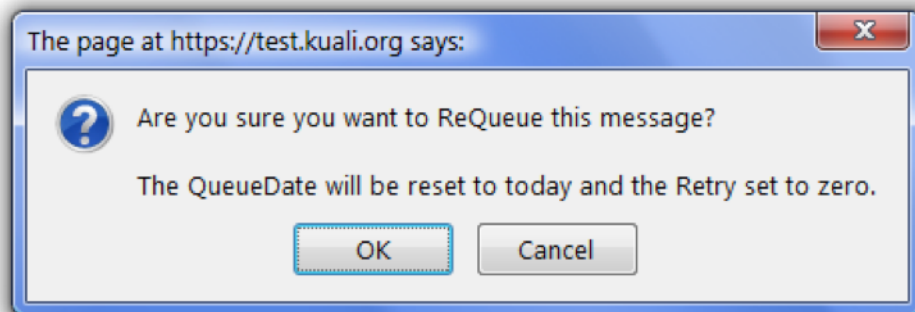 The page at https://test.kuali.org says:
Are you sure you want to ReQueue this message?
The QueueDate will be reset to today and the Retry set to zero.
OK Cancel